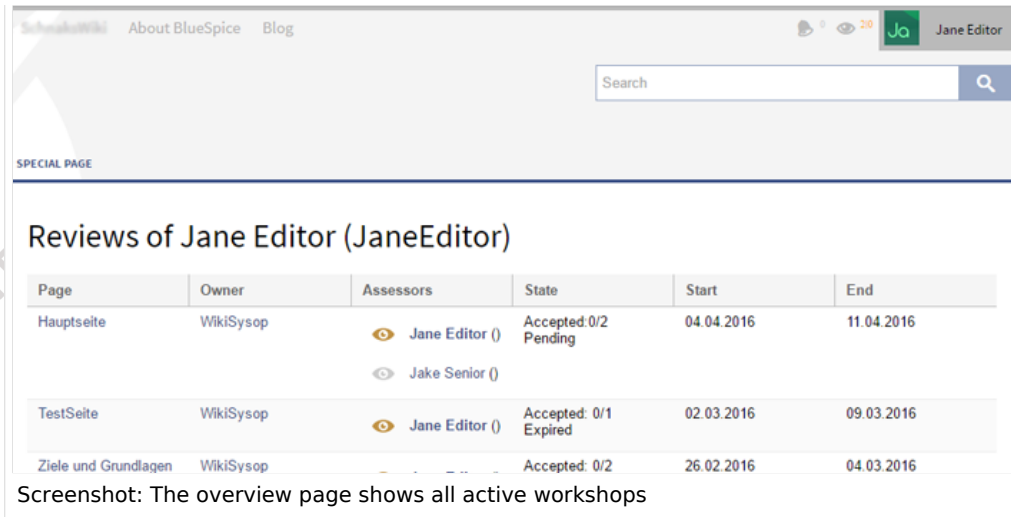 About BlueSpice Blog 0 2|0 Ja Jane Editor
Search
SPECIAL PAGE
Reviews of Jane Editor (JaneEditor)
Page Owner Assessors State Start End
Hauptseite WikiSysop Jane Editor () Accepted:0/2 04.04.2016 11.04.2016
Pending
Jake Senior ()
TestSeite WikiSysop Jane Editor () Accepted: 0/1 02.03.2016 09.03.2016
Expired
Ziele und Grundlagen WikiSysop Accepted: 0/2 26.02.2016 04.03.2016
Screenshot: The overview page shows all active workshops